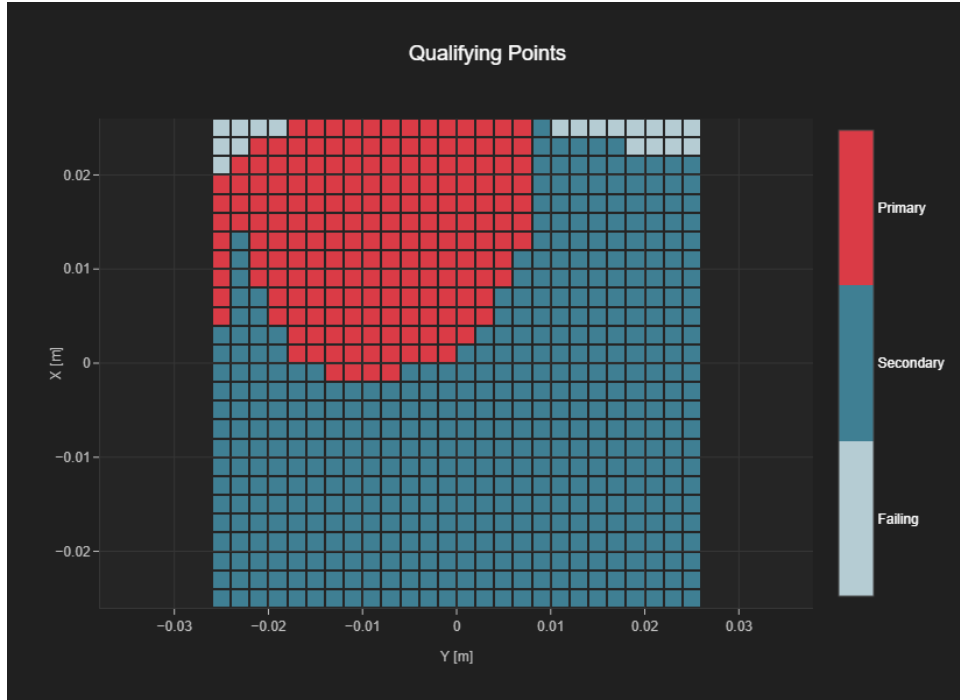 Qualifying Points
0.02
0.01
0
−0.01
−0.02
X [m]
−0.03
−0.02
−0.01
0
0.01
0.02
0.03
Y [m]
Primary
Secondary
Failing